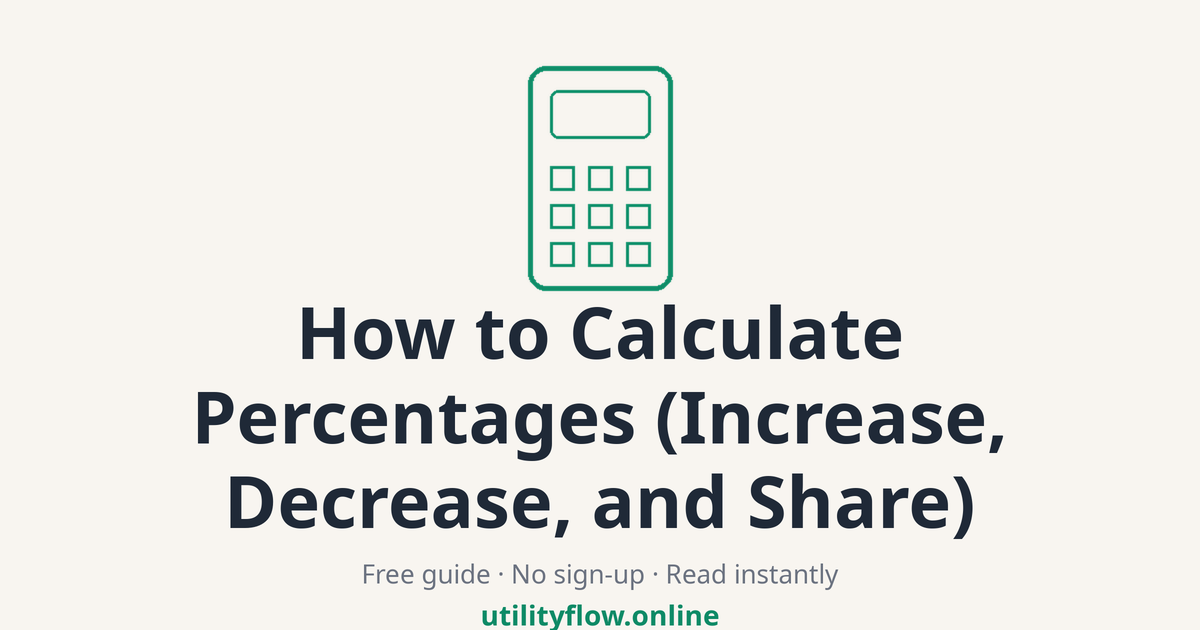 How to Calculate
Percentages (Increase,
Decrease, and Share)
Free guide · No sign-up · Read instantly
utilityflow.online